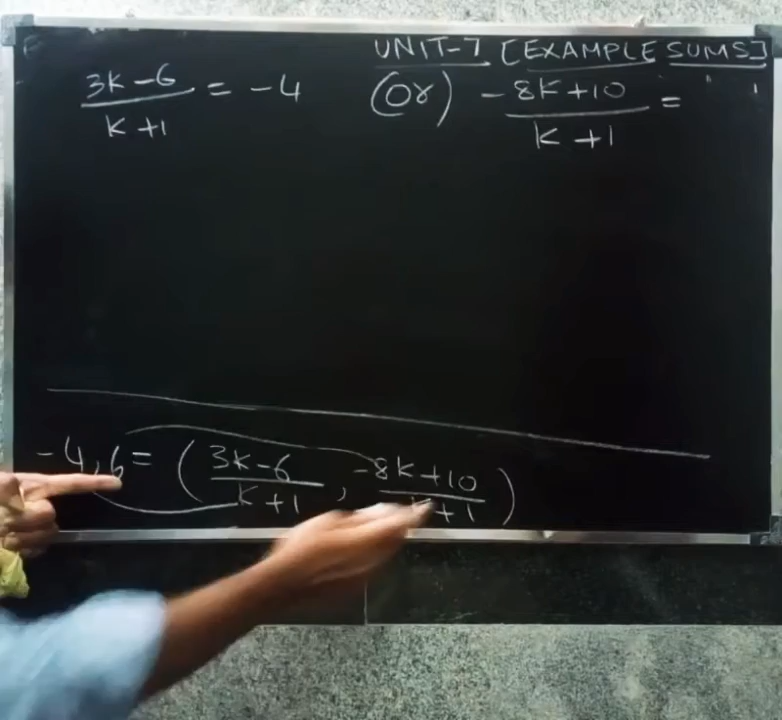 UNIT-7 [EXAMPLE SUMS]
3k-6/k+1 = -4 (Or) -8k+10/k+1 =
-4,6 = (3k-6/k+1, -8k+10/k+1)